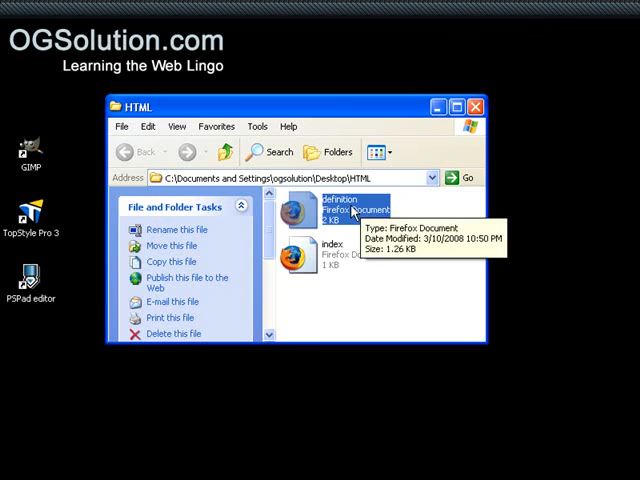 OGSolution.com
Learning the Web Lingo
HTML
File Edit View Favorites Tools Help
Back Search Folders
Address C:\Documents and Settings\ogsolution\Desktop\HTML Go
File and Folder Tasks
Rename this file
Move this file
Copy this file
Publish this file to the
Web
E-mail this file
Print this file
Delete this file
definition
Firefox Document
2 KB
index
Firefox Do
1 KB
Type: Firefox Document
Date Modified: 3/10/2008 10:50 PM
Size: 1.26 KB
GIMP
TopStyle Pro 3
PSPad editor